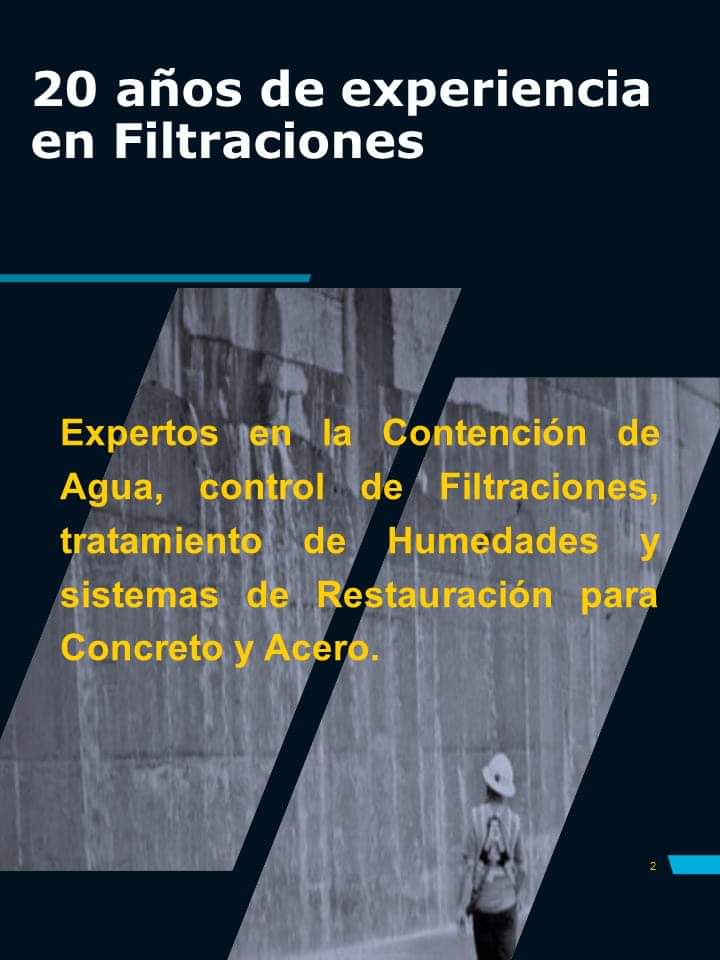 20 años de experiencia
en Filtraciones
Expertos en la Contención de
Agua, control de Filtraciones,
tratamiento de Humedades y
sistemas de Restauración para
Concreto y Acero.
2